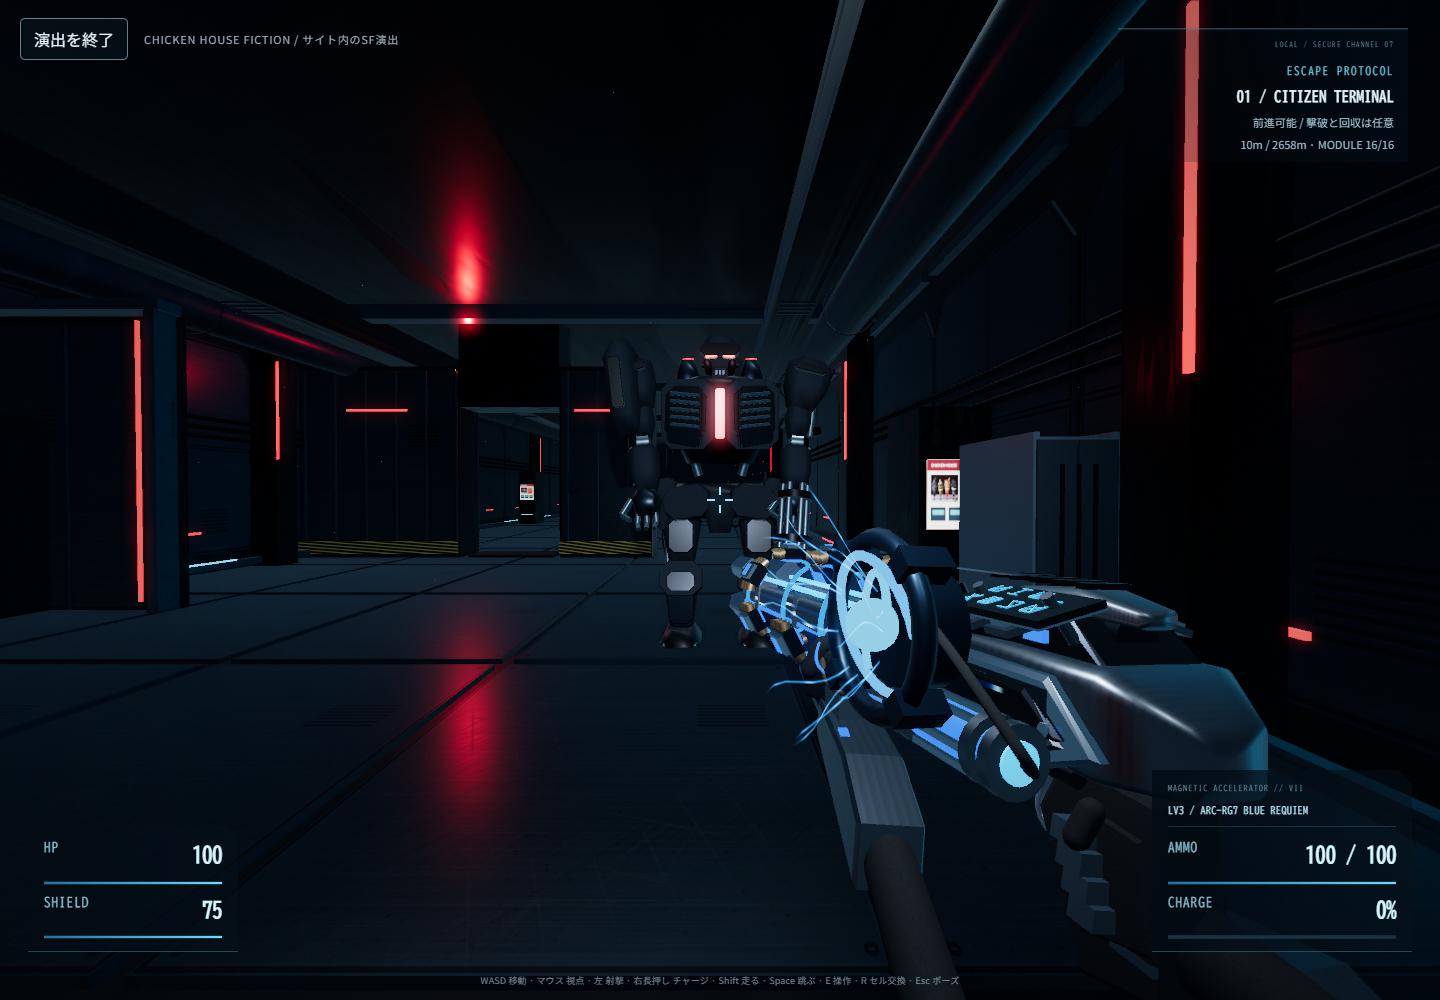 演出を終了
CHICKEN HOUSE FICTION / サイト内のSF演出
LOCAL / SECURE CHANNEL 07
ESCAPE PROTOCOL
01 / CITIZEN TERMINAL
前進可能 / 撃破と回収は任意
10m / 2658m · MODULE 16/16
HP
100
SHIELD
75
MAGNETIC ACCELERATOR // VII
LV3 / ARC-RG7 BLUE REQUIEM
AMMO
100 / 100
CHARGE
0%
WASD 移動 · マウス 視点 · 左 射撃 · 右長押し チャージ · Shift 走る · Space 跳ぶ · E 操作 · R セル交換 · Esc ポーズ